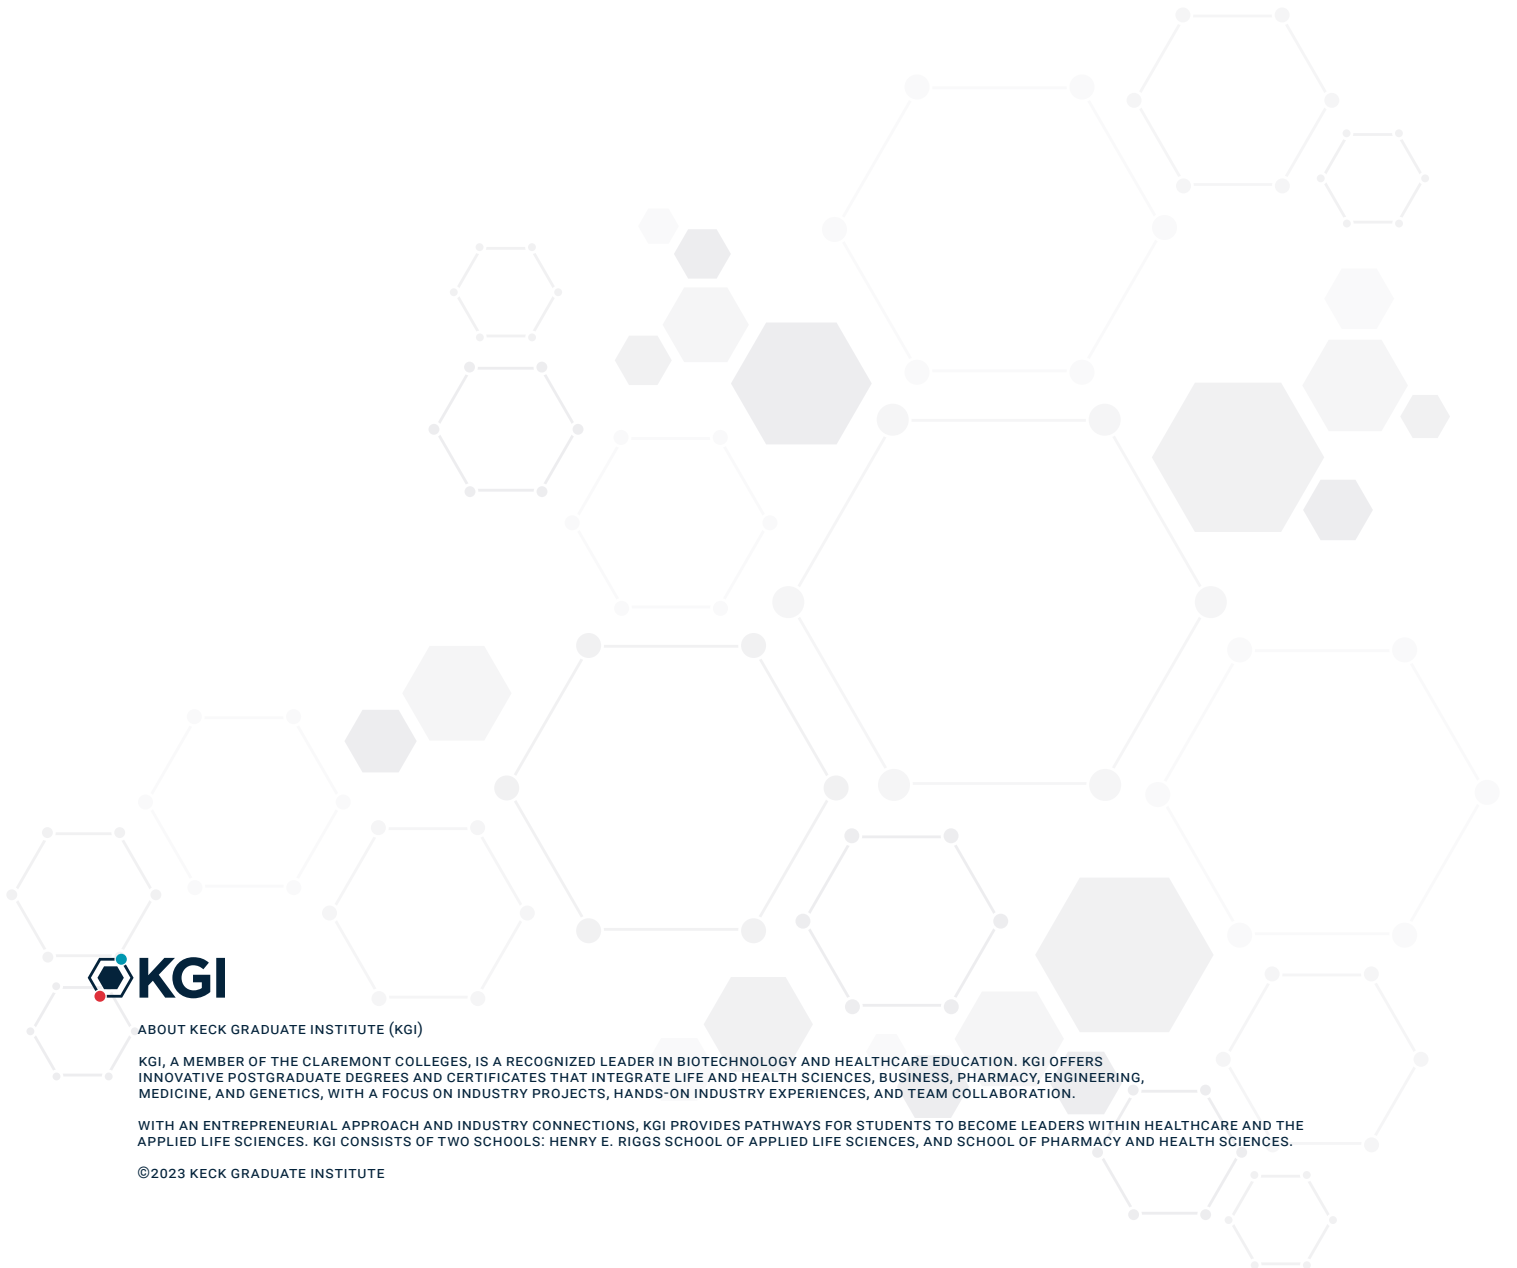 KGI
ABOUT KECK GRADUATE INSTITUTE (KGI)
KGI, A MEMBER OF THE CLAREMONT COLLEGES, IS A RECOGNIZED LEADER IN BIOTECHNOLOGY AND HEALTHCARE EDUCATION. KGI OFFERS
INNOVATIVE POSTGRADUATE DEGREES AND CERTIFICATES THAT INTEGRATE LIFE AND HEALTH SCIENCES, BUSINESS, PHARMACY, ENGINEERING,
MEDICINE, AND GENETICS, WITH A FOCUS ON INDUSTRY PROJECTS, HANDS-ON INDUSTRY EXPERIENCES, AND TEAM COLLABORATION.
WITH AN ENTREPRENEURIAL APPROACH AND INDUSTRY CONNECTIONS, KGI PROVIDES PATHWAYS FOR STUDENTS TO BECOME LEADERS WITHIN HEALTHCARE AND THE
APPLIED LIFE SCIENCES. KGI CONSISTS OF TWO SCHOOLS: HENRY E. RIGGS SCHOOL OF APPLIED LIFE SCIENCES, AND SCHOOL OF PHARMACY AND HEALTH SCIENCES.
©2023 KECK GRADUATE INSTITUTE